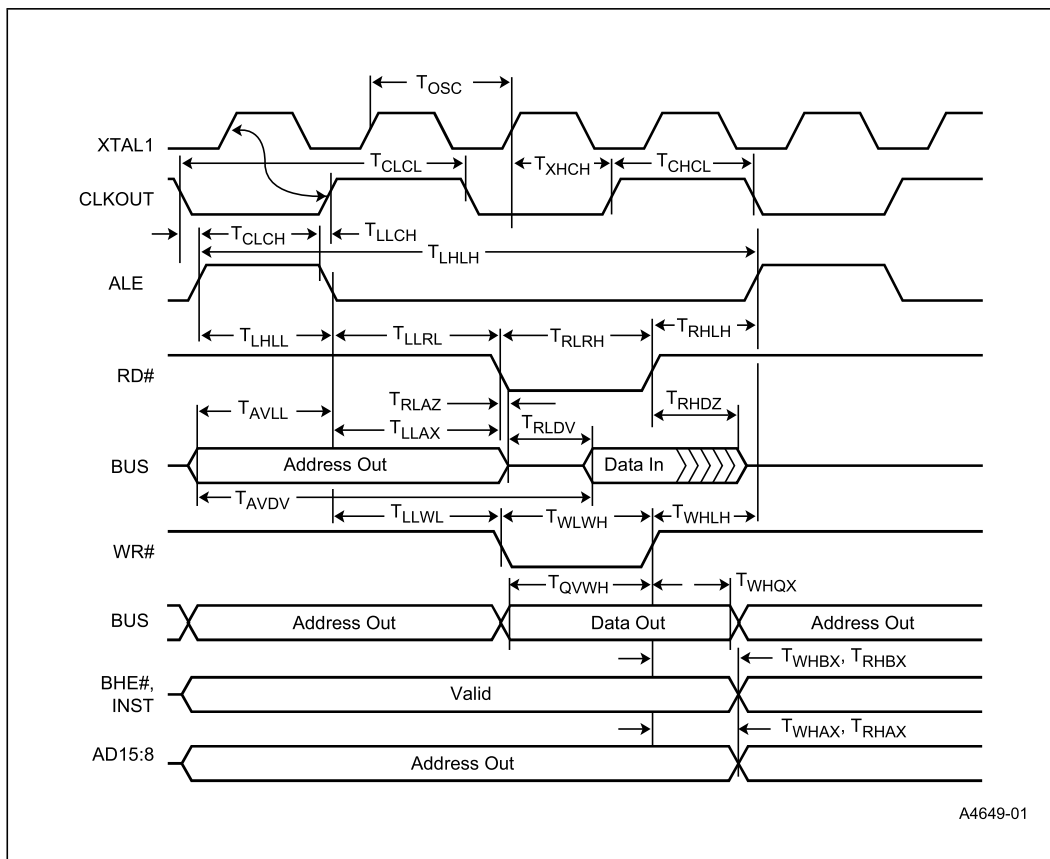 TOSC
XTAL1
TCLCL
TXHCH
TCHCL
CLKOUT
TCLCH
TLLCH
TLHLH
ALE
TLHLL
TLLRL
TRLRH
TRHLH
RD#
TAVLL
TRLAZ
TRHDZ
TLLAX
TRLDV
BUS
Address Out
Data In
TAVDV
TLLWL
TWLWH
TWHLH
WR#
TQVWH
TWHQX
BUS
Address Out
Data Out
Address Out
TWHBX, TRHBX
BHE#,
INST
Valid
TWHAX, TRHAX
AD15:8
Address Out
A4649-01